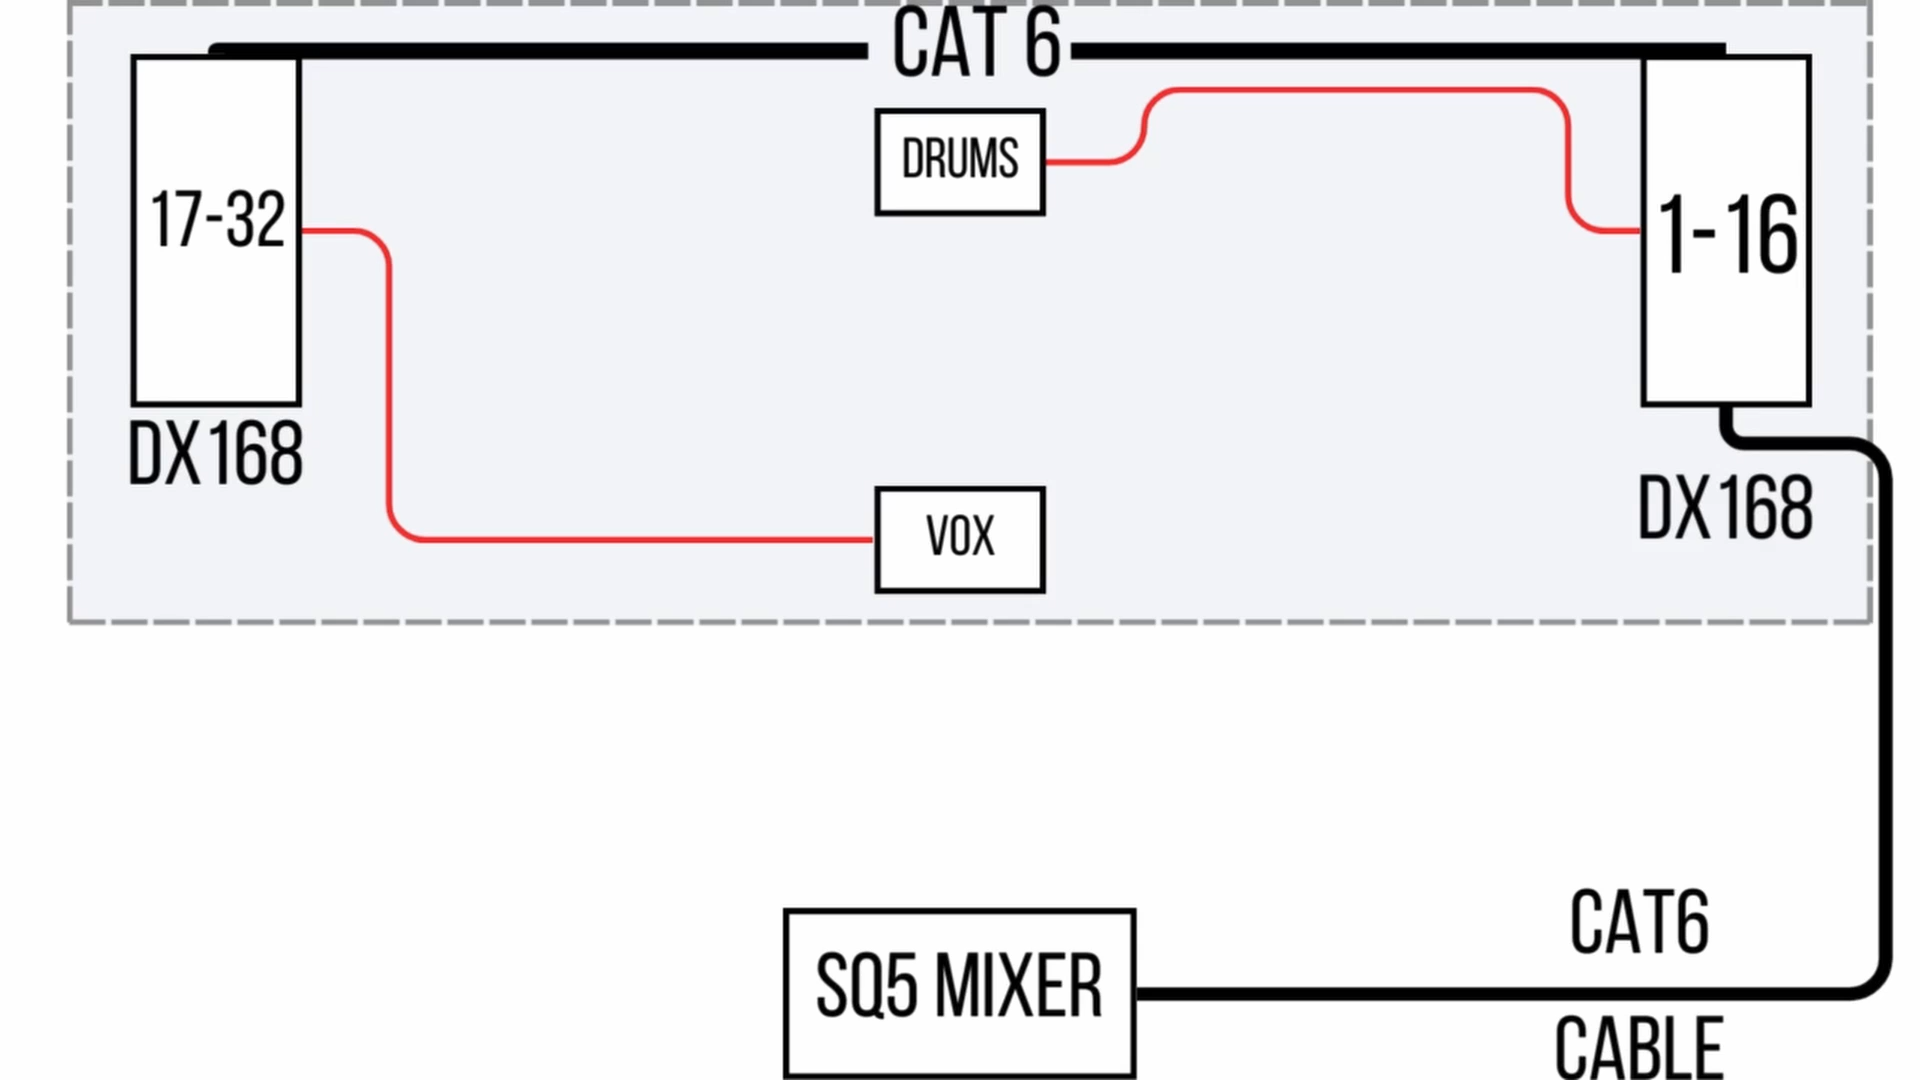 CAT 6
DRUMS
17-32
1-16
DX168
DX168
VOX
CAT6
SQ5 MIXER
CABLE